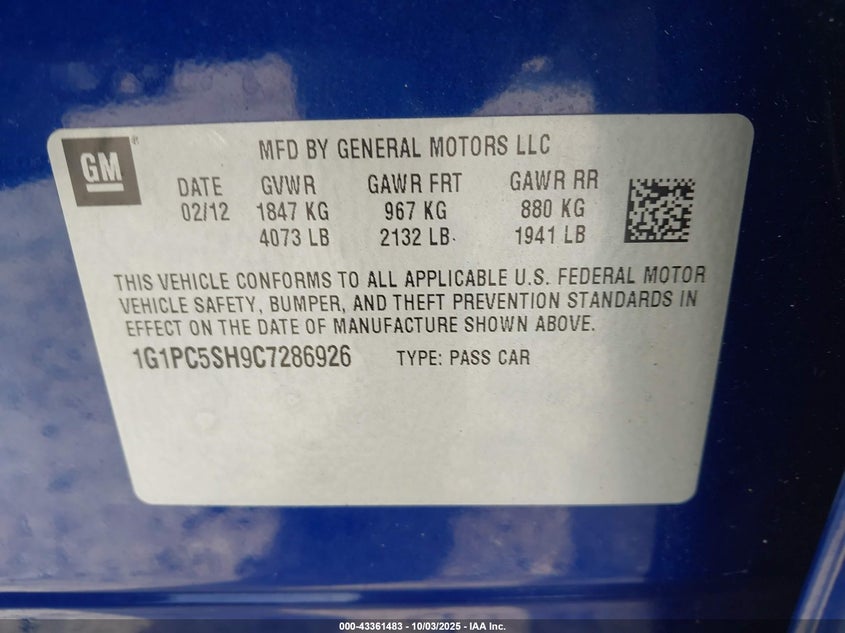 GM
®
MFD BY GENERAL MOTORS LLC
DATE GVWR GAWR FRT GAWR RR
02/12 1847 KG 967 KG 880 KG
4073 LB 2132 LB 1941 LB
THIS VEHICLE CONFORMS TO ALL APPLICABLE U.S. FEDERAL MOTOR
VEHICLE SAFETY, BUMPER, AND THEFT PREVENTION STANDARDS IN
EFFECT ON THE DATE OF MANUFACTURE SHOWN ABOVE.
1G1PC5SH9C7286926 TYPE: PASS CAR
000-43361483 - 10/03/2025 - IAA Inc.